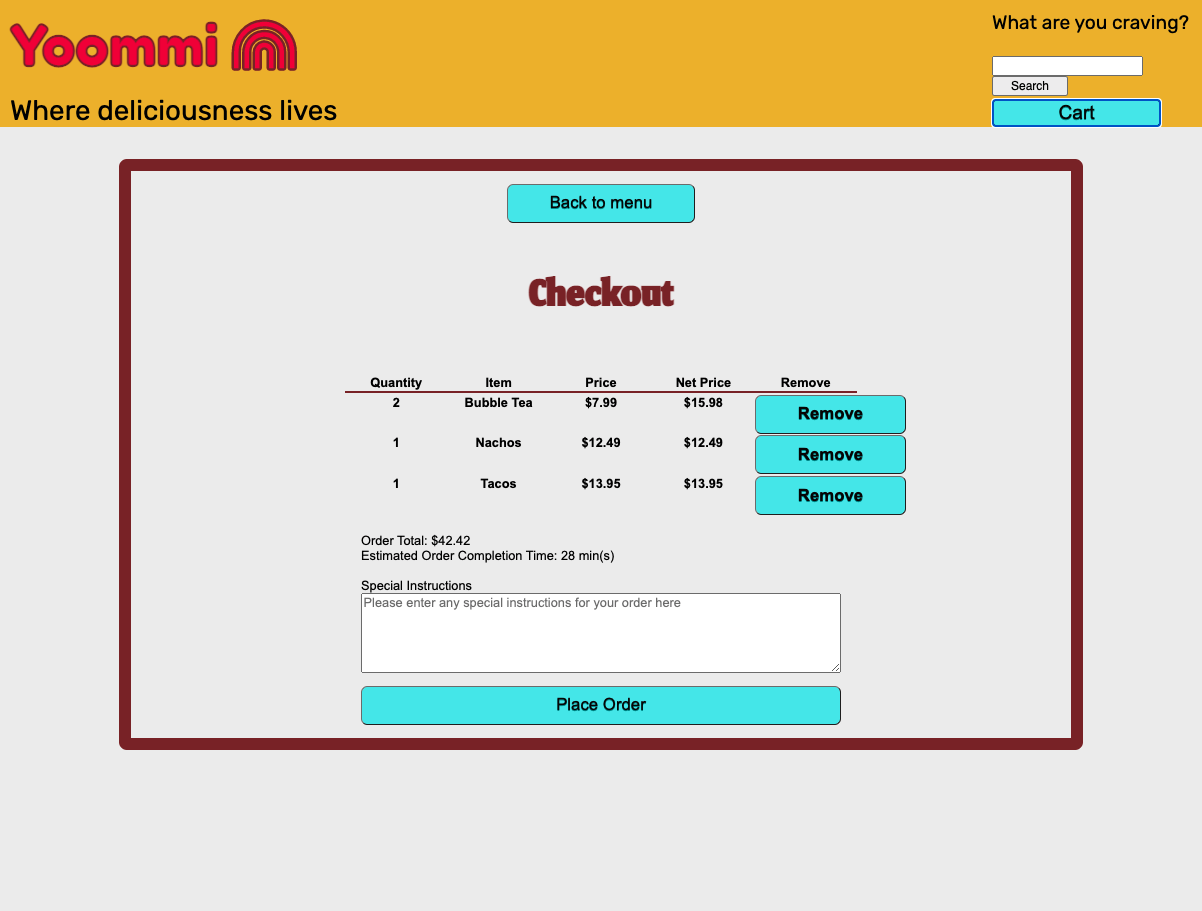 Yoommi
Where deliciousness lives
What are you craving?
Search
Cart
Back to menu
Checkout
Quantity Item Price Net Price Remove
2 Bubble Tea $7.99 $15.98 Remove
1 Nachos $12.49 $12.49 Remove
1 Tacos $13.95 $13.95 Remove
Order Total: $42.42
Estimated Order Completion Time: 28 min(s)
Special Instructions
Please enter any special instructions for your order here
Place Order